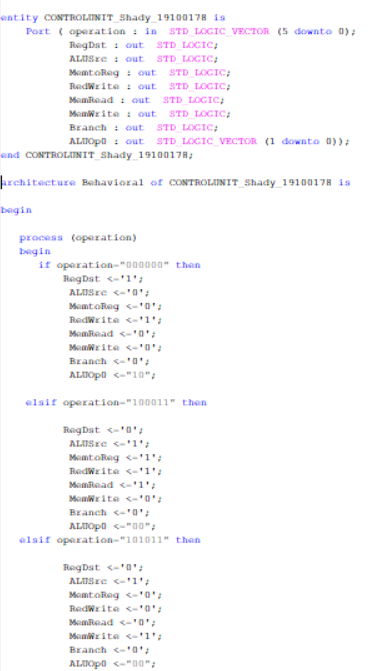 entity CONTROLUNIT_Shady_19100178 is
Port ( operation : in STD_LOGIC_VECTOR (5 downto 0);
RegDst : out STD_LOGIC;
ALUSrc : out STD_LOGIC;
MemtoReg : out STD_LOGIC;
RedWrite : out STD_LOGIC;
MemRead : out STD_LOGIC;
MemWrite : out STD_LOGIC;
Branch : out STD_LOGIC;
ALUOp0 : out STD_LOGIC_VECTOR (1 downto 0));
end CONTROLUNIT_Shady_19100178;
architecture Behavioral of CONTROLUNIT_Shady_19100178 is
begin
process (operation)
begin
if operation="000000" then
RegDst <='1';
ALUSrc <='0';
MemtoReg <='0';
RedWrite <='1';
MemRead <='0';
MemWrite <='0';
Branch <='0';
ALUOp0 <="10";
elsif operation="100011" then
RegDst <='0';
ALUSrc <='1';
MemtoReg <='1';
RedWrite <='1';
MemRead <='1';
MemWrite <='0';
Branch <='0';
ALUOp0 <="00";
elsif operation="101011" then
RegDst <='0';
ALUSrc <='1';
MemtoReg <='0';
RedWrite <='0';
MemRead <='0';
MemWrite <='1';
Branch <='0';
ALUOp0 <="00";